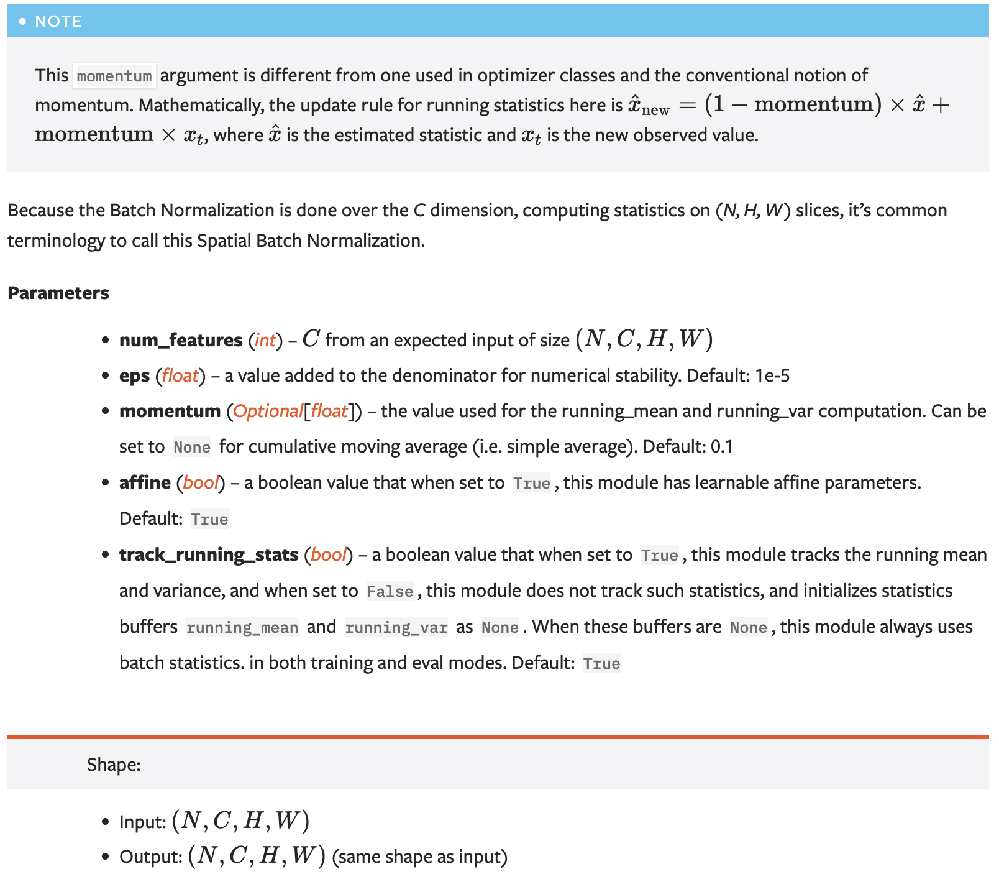 NOTE
This momentum argument is different from one used in optimizer classes and the conventional notion of
momentum. Mathematically, the update rule for running statistics here is x̂_new = (1 − momentum) × x̂ +
momentum × x_t, where x̂ is the estimated statistic and x_t is the new observed value.
Because the Batch Normalization is done over the C dimension, computing statistics on (N, H, W) slices, it’s common
terminology to call this Spatial Batch Normalization.
Parameters
• num_features (int) – C from an expected input of size (N, C, H, W)
• eps (float) – a value added to the denominator for numerical stability. Default: 1e-5
• momentum (Optional[float]) – the value used for the running_mean and running_var computation. Can be
set to None for cumulative moving average (i.e. simple average). Default: 0.1
• affine (bool) – a boolean value that when set to True, this module has learnable affine parameters.
Default: True
• track_running_stats (bool) – a boolean value that when set to True, this module tracks the running mean
and variance, and when set to False, this module does not track such statistics, and initializes statistics
buffers running_mean and running_var as None. When these buffers are None, this module always uses
batch statistics. in both training and eval modes. Default: True
Shape:
• Input: (N, C, H, W)
• Output: (N, C, H, W) (same shape as input)